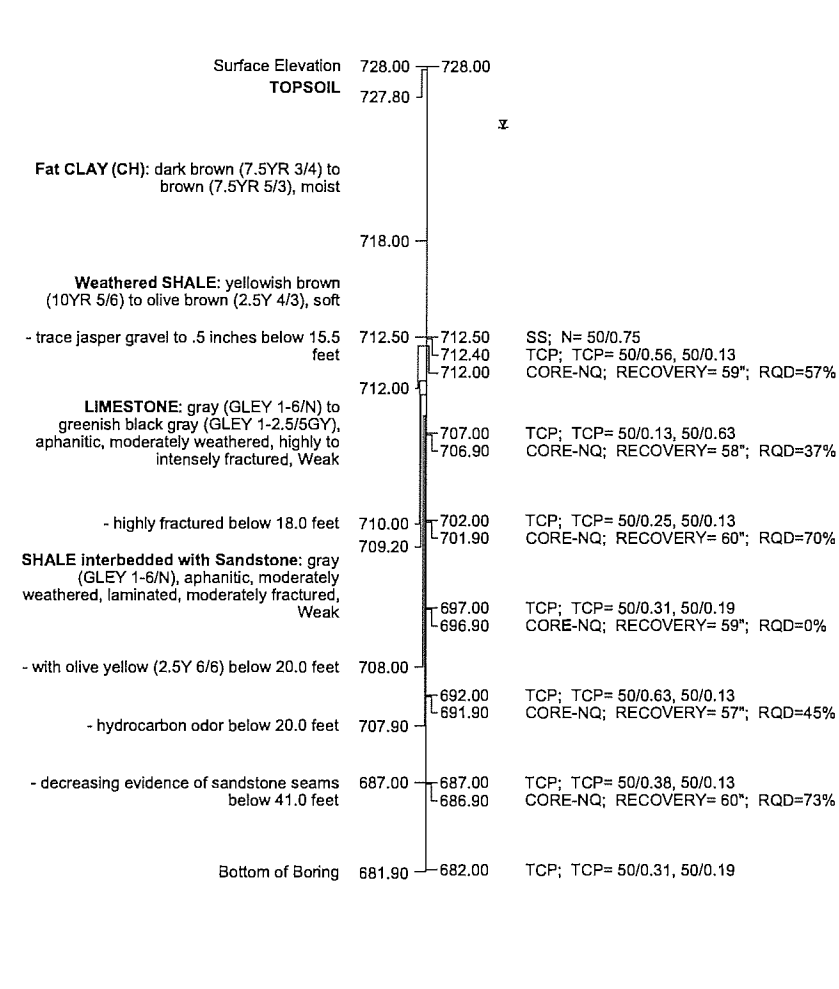 Surface Elevation 728.00 728.00
TOPSOIL
727.80
Fat CLAY (CH): dark brown (7.5YR 3/4) to
brown (7.5YR 5/3), moist
718.00
Weathered SHALE: yellowish brown
(10YR 5/6) to olive brown (2.5Y 4/3), soft
- trace jasper gravel to .5 inches below 15.5 712.50 712.50 SS; N= 50/0.75
feet 712.40 TCP; TCP= 50/0.56, 50/0.13
712.00 CORE-NQ; RECOVERY= 59"; RQD=57%
712.00
LIMESTONE: gray (GLEY 1-6/N) to
greenish black gray (GLEY 1-2.5/5GY),
aphanitic, moderately weathered, highly to
intensely fractured, Weak
707.00 TCP; TCP= 50/0.13, 50/0.63
706.90 CORE-NQ; RECOVERY= 58"; RQD=37%
- highly fractured below 18.0 feet 710.00 702.00 TCP; TCP= 50/0.25, 50/0.13
701.90 CORE-NQ; RECOVERY= 60"; RQD=70%
709.20
SHALE interbedded with Sandstone: gray
(GLEY 1-6/N), aphanitic, moderately
weathered, laminated, moderately fractured,
Weak
697.00 TCP; TCP= 50/0.31, 50/0.19
696.90 CORE-NQ; RECOVERY= 59"; RQD=0%
- with olive yellow (2.5Y 6/6) below 20.0 feet 708.00
692.00 TCP; TCP= 50/0.63, 50/0.13
691.90 CORE-NQ; RECOVERY= 57"; RQD=45%
- hydrocarbon odor below 20.0 feet 707.90
- decreasing evidence of sandstone seams 687.00 687.00 TCP; TCP= 50/0.38, 50/0.13
below 41.0 feet 686.90 CORE-NQ; RECOVERY= 60"; RQD=73%
Bottom of Boring 681.90 682.00 TCP; TCP= 50/0.31, 50/0.19